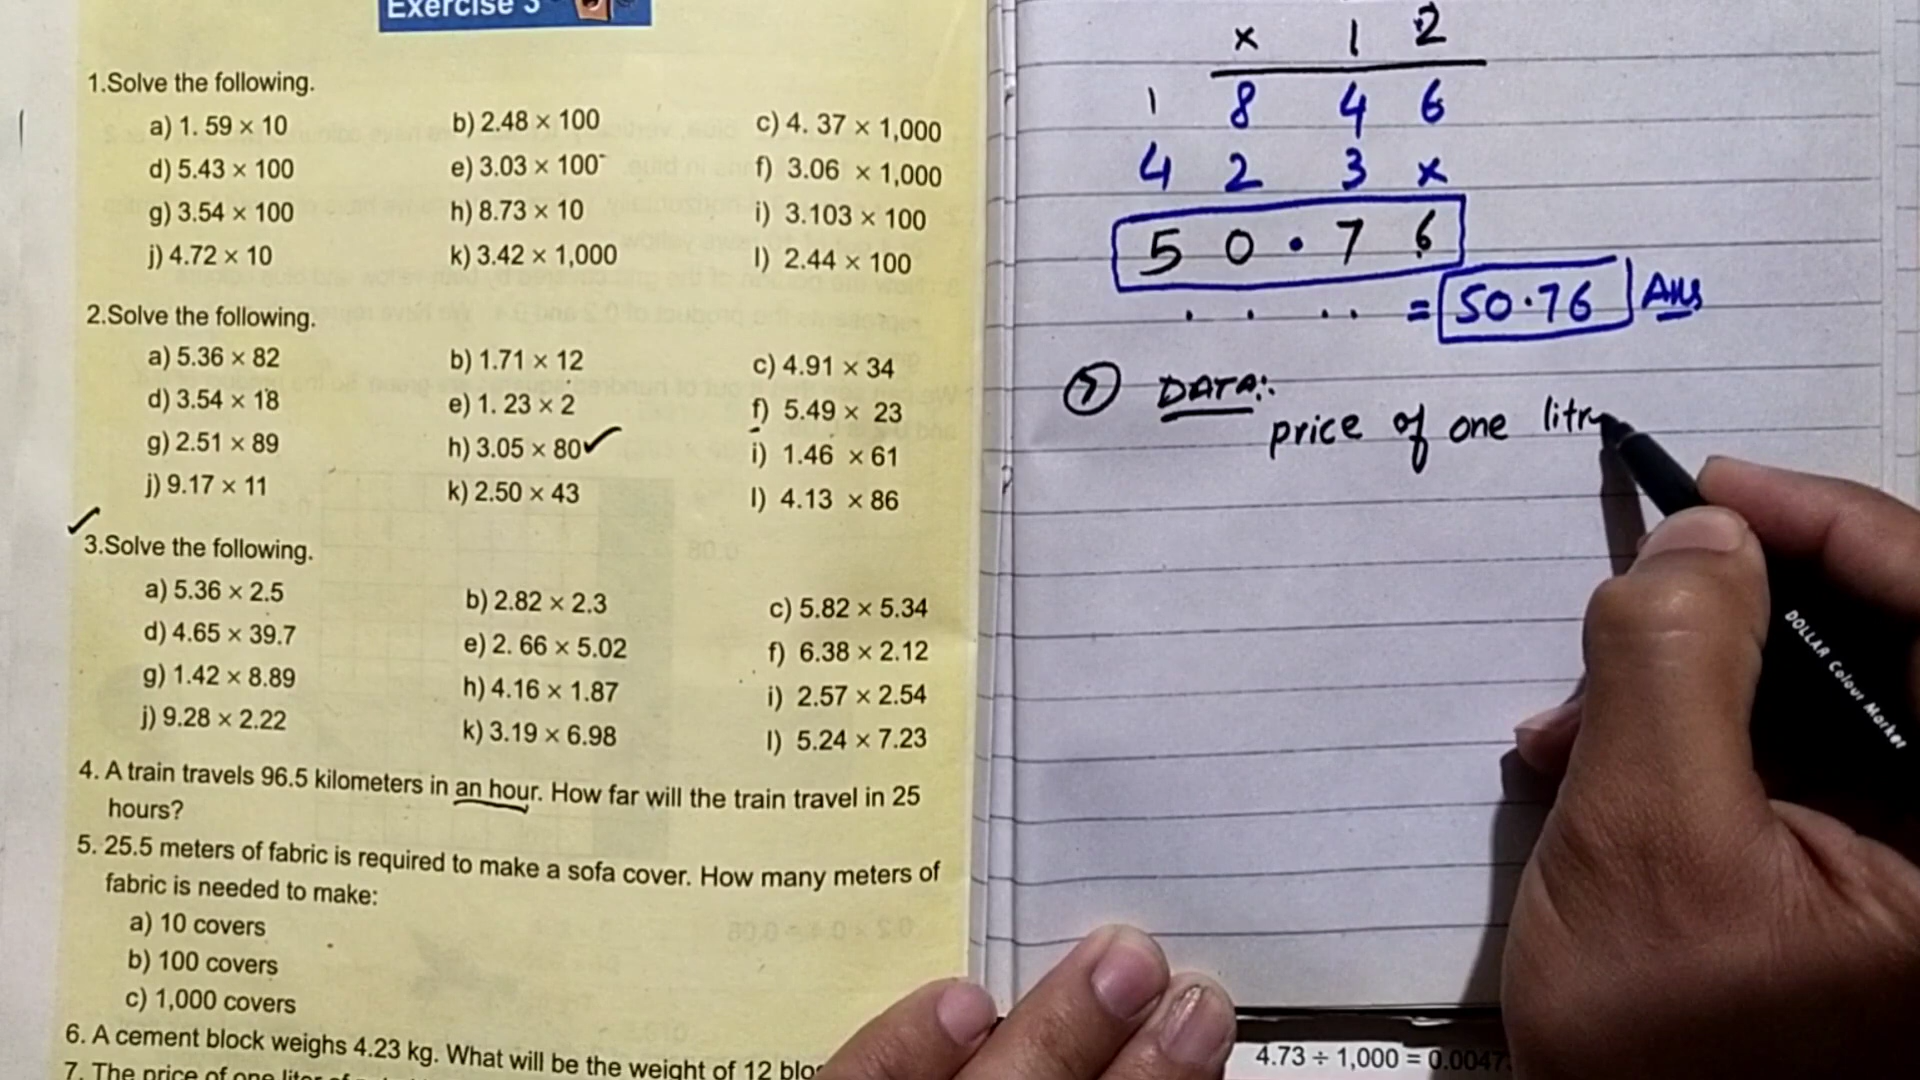 Exercise 3
1.Solve the following.
a) 1. 59 × 10 b) 2.48 × 100 c) 4. 37 × 1,000
d) 5.43 × 100 e) 3.03 × 100 f) 3.06 × 1,000
g) 3.54 × 100 h) 8.73 × 10 i) 3.103 × 100
j) 4.72 × 10 k) 3.42 × 1,000 l) 2.44 × 100
2.Solve the following.
a) 5.36 × 82 b) 1.71 × 12 c) 4.91 × 34
d) 3.54 × 18 e) 1. 23 × 2 f) 5.49 × 23
g) 2.51 × 89 h) 3.05 × 80 i) 1.46 × 61
j) 9.17 × 11 k) 2.50 × 43 l) 4.13 × 86
3.Solve the following.
a) 5.36 × 2.5 b) 2.82 × 2.3 c) 5.82 × 5.34
d) 4.65 × 39.7 e) 2. 66 × 5.02 f) 6.38 × 2.12
g) 1.42 × 8.89 h) 4.16 × 1.87 i) 2.57 × 2.54
j) 9.28 × 2.22 k) 3.19 × 6.98 l) 5.24 × 7.23
4. A train travels 96.5 kilometers in an hour. How far will the train travel in 25
hours?
5. 25.5 meters of fabric is required to make a sofa cover. How many meters of
fabric is needed to make:
a) 10 covers
b) 100 covers
c) 1,000 covers
6. A cement block weighs 4.23 kg. What will be the weight of 12
7. The price of one liter of
× 1 2
1 8 4 6
4 2 3 ×
5 0 . 7 6
= 50.76 Ans
7 DATA:
price of one litr
DOLLAR Colour Marker
4.73 ÷ 1,000 =